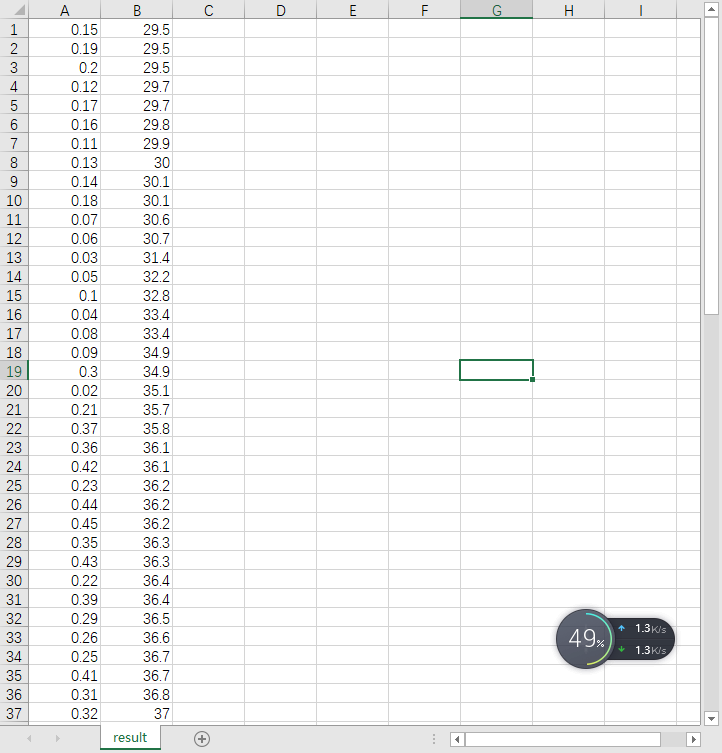 A B C D E F G H I
1 0.15 29.5
2 0.19 29.5
3 0.2 29.5
4 0.12 29.7
5 0.17 29.7
6 0.16 29.8
7 0.11 29.9
8 0.13 30
9 0.14 30.1
10 0.18 30.1
11 0.07 30.6
12 0.06 30.7
13 0.03 31.4
14 0.05 32.2
15 0.1 32.8
16 0.04 33.4
17 0.08 33.4
18 0.09 34.9
19 0.3 34.9
20 0.02 35.1
21 0.21 35.7
22 0.37 35.8
23 0.36 36.1
24 0.42 36.1
25 0.23 36.2
26 0.44 36.2
27 0.45 36.2
28 0.35 36.3
29 0.43 36.3
30 0.22 36.4
31 0.39 36.4
32 0.29 36.5
33 0.26 36.6
34 0.25 36.7
35 0.41 36.7
36 0.31 36.8
37 0.32 37
49%
1.3K/s
1.3K/s
result